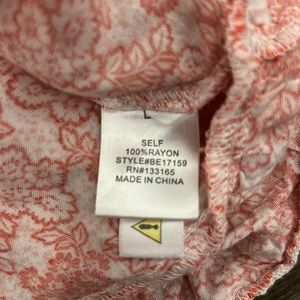 L
SELF
100%RAYON
STYLE#BE17159
RN#133165
MADE IN CHINA